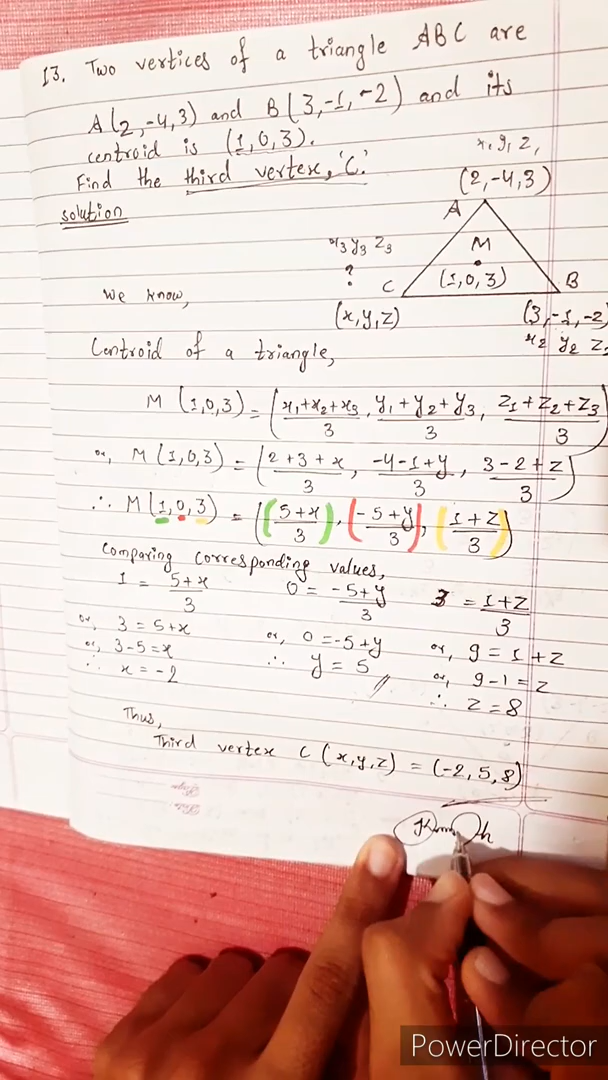 13. Two vertices of a triangle ABC are
A(2,-4,3) and B(3,-1,-2) and its
centroid is (1,0,3).
Find the third vertex, 'C'.
solution
x, y, z,
(2,-4,3)
A
x3 y3 z3
?
M
(1,0,3)
C
B
(x,y,z)
(3,-1,-2)
x2 y2 z
We know,
Centroid of a triangle,
M (1,0,3) = (x1+x2+x3/3, y1+y2+y3/3, z1+z2+z3/3)
or, M (1,0,3) = (2+3+x/3, -4-1+y/3, 3-2+z/3)
∴ M (1,0,3) = ((5+x/3), (-5+y/3), (1+z/3))
Comparing corresponding values,
1 = 5+x/3 0 = -5+y/3 3 = 1+z/3
or, 3 = 5+x or, 0 = -5+y or, 9 = 1+z
or, 3-5 = x ∴ y = 5 or, 9-1 = z
∴ x = -2 ∴ z = 8
Thus,
Third vertex C (x,y,z) = (-2,5,8)
PowerDirector